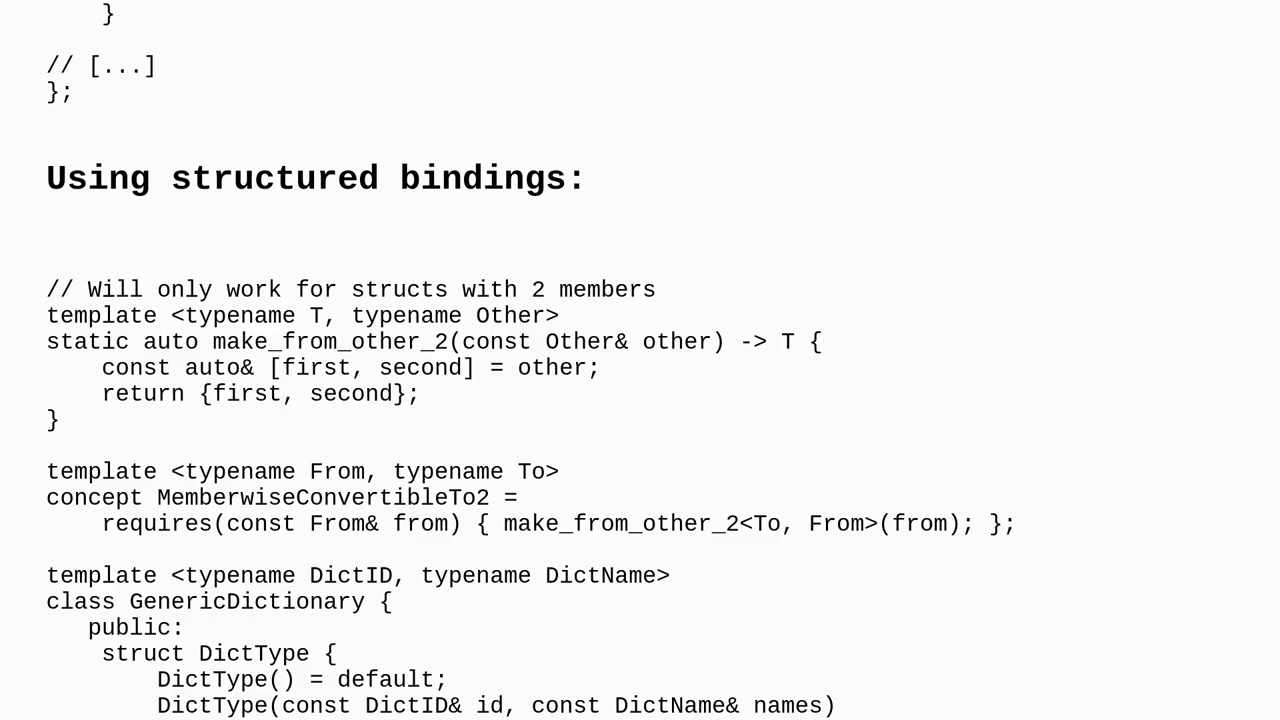 }
// [...]
};
Using structured bindings:
// Will only work for structs with 2 members
template <typename T, typename Other>
static auto make_from_other_2(const Other& other) -> T {
    const auto& [first, second] = other;
    return {first, second};
}
template <typename From, typename To>
concept MemberwiseConvertibleTo2 =
    requires(const From& from) { make_from_other_2<To, From>(from); };
template <typename DictID, typename DictName>
class GenericDictionary {
   public:
    struct DictType {
        DictType() = default;
        DictType(const DictID& id, const DictName& names)